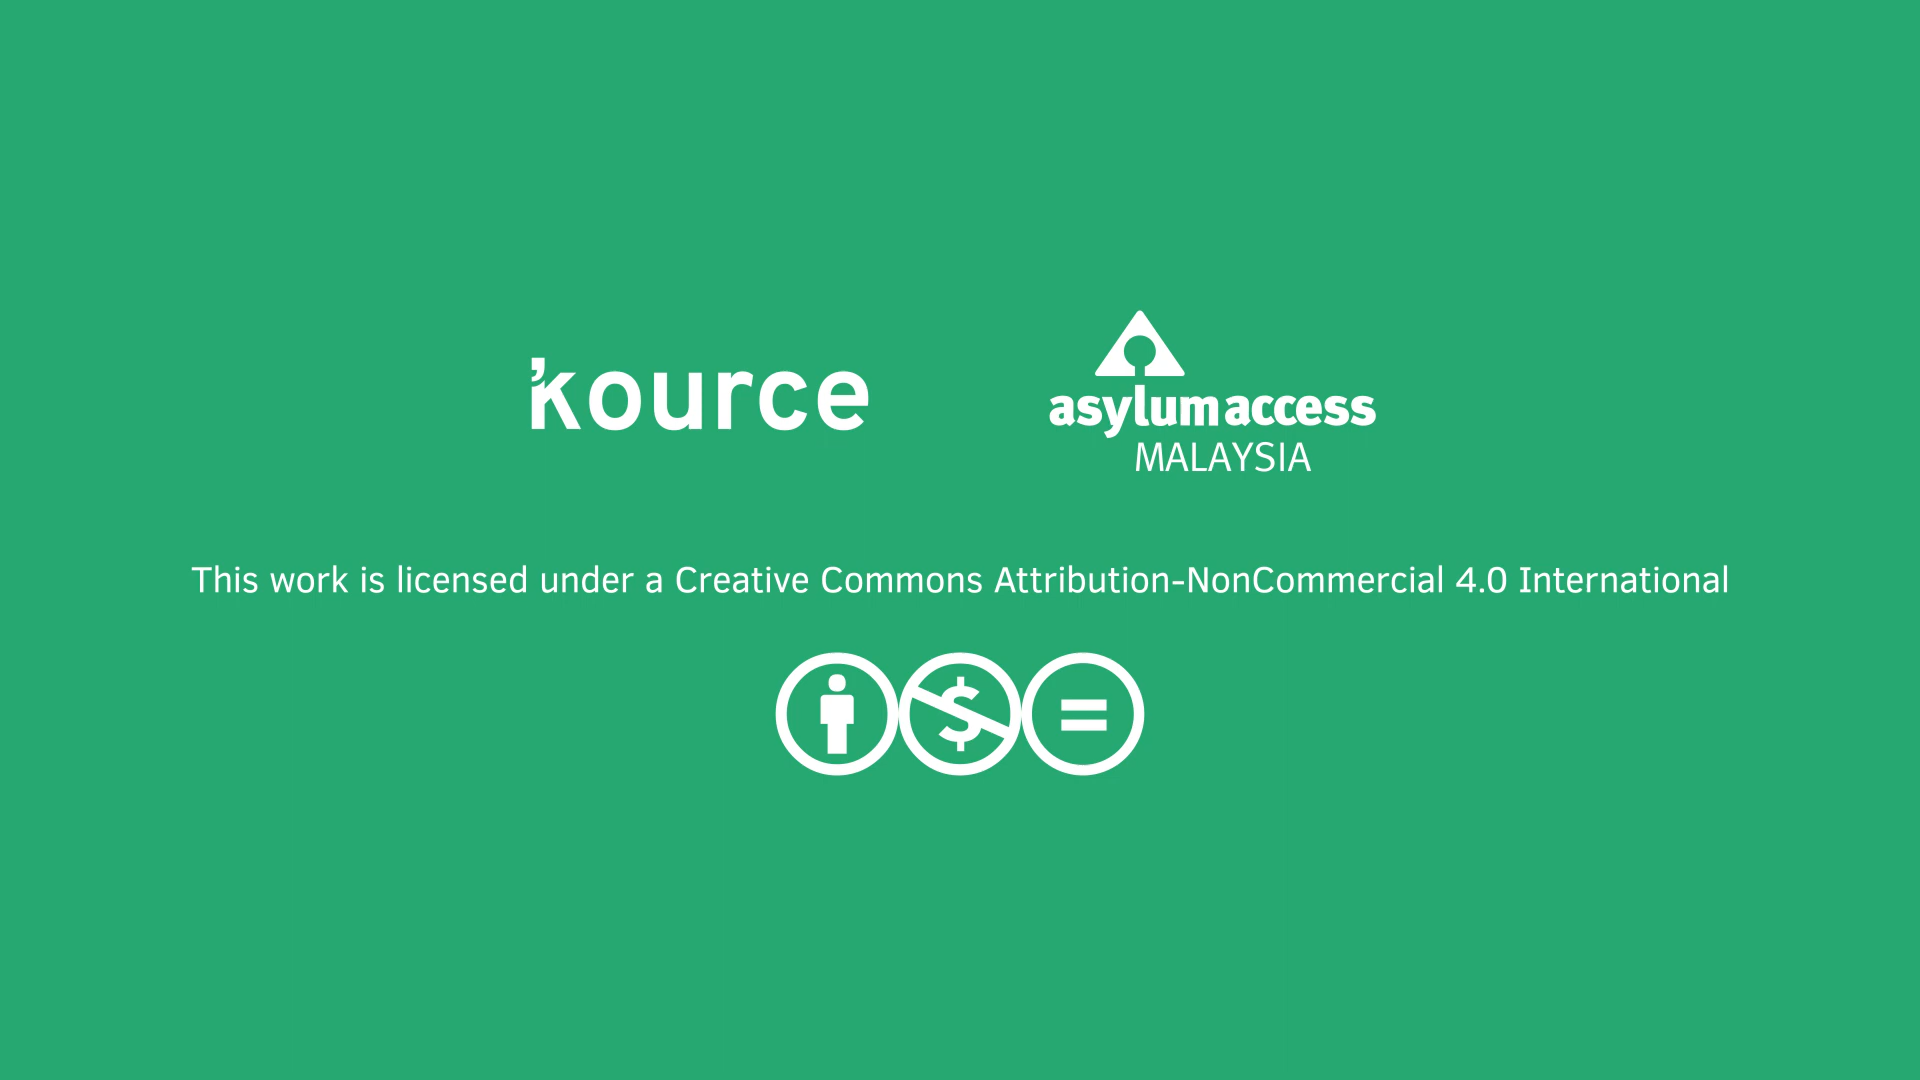 kource
asylum access
MALAYSIA
This work is licensed under a Creative Commons Attribution-NonCommercial 4.0 International